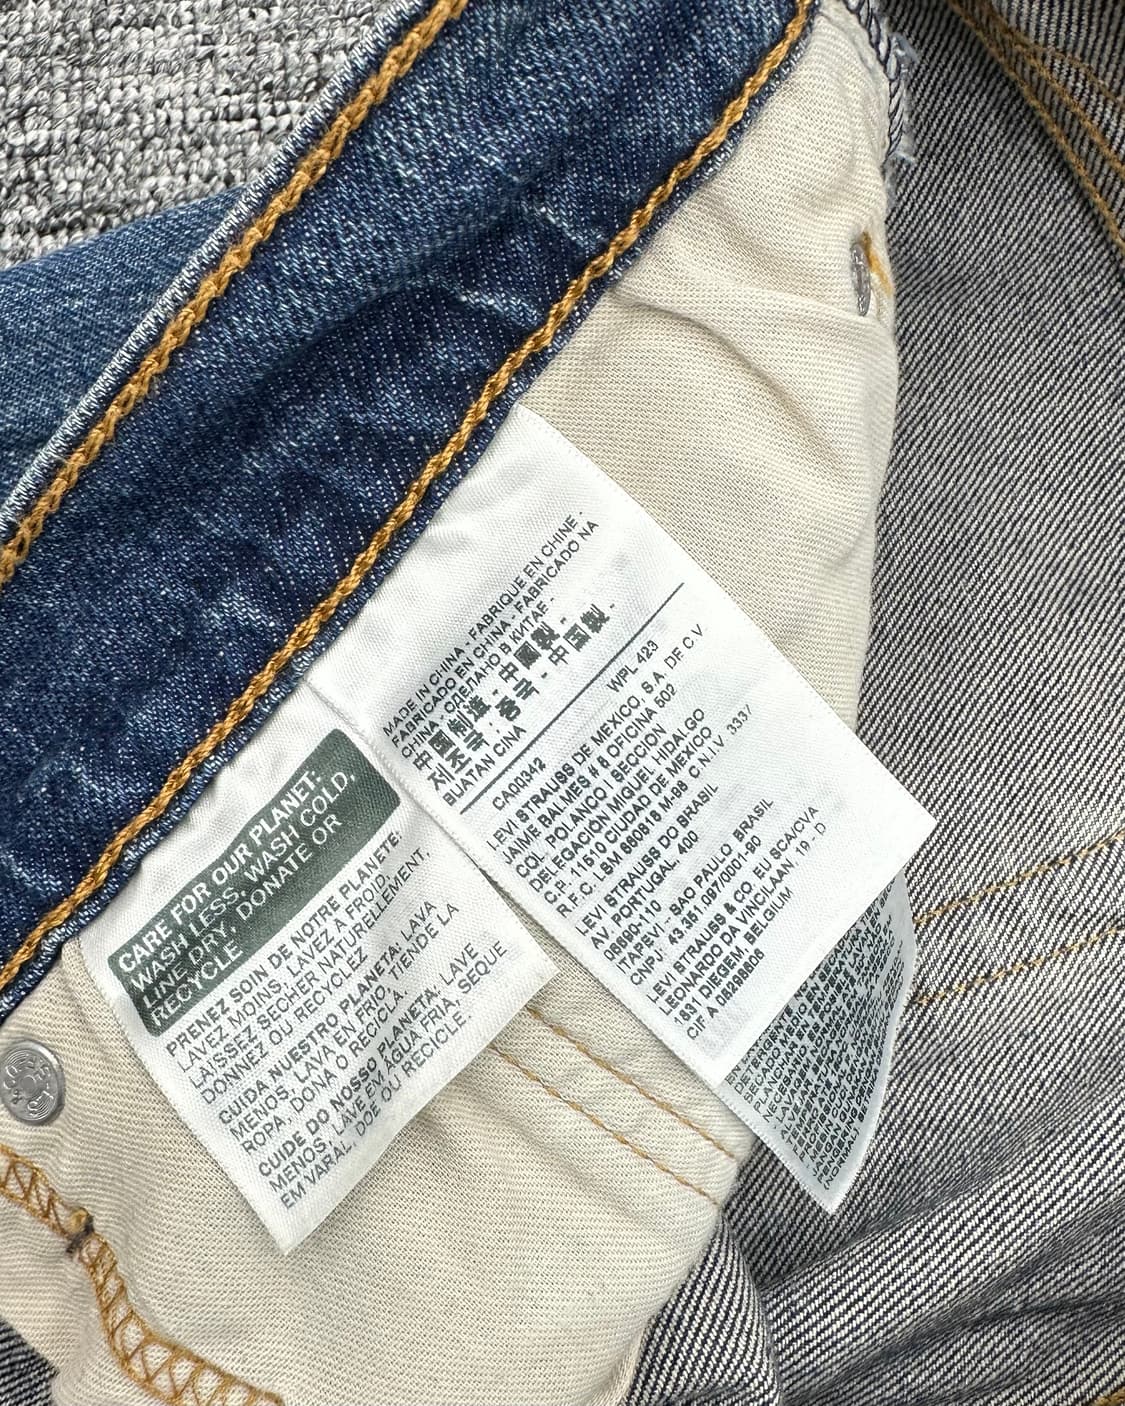 CARE FOR OUR PLANET:
WASH LESS, WASH COLD,
LINE DRY, DONATE OR
RECYCLE
PRENEZ SOIN DE NOTRE PLANETE:
LAVEZ MOINS, LAVEZ A FROID,
LAISSEZ SECHER NATURELLEMENT,
DONNEZ OU RECYCLEZ
CUIDA NUESTRO PLANETA: LAVA
MENOS, LAVA EN FRIO, TIENDE LA
ROPA, DONA O RECICLA.
CUIDE DO NOSSO PLANETA: LAVE
MENOS, LAVE EM AGUA FRIA, SEQUE
EM VARAL, DOE OU RECICLE.
MADE IN CHINA - FABRIQUE EN CHINE -
FABRICADO EN CHINA - FABRICADO NA
CHINA - СДЕЛАНО В КИТАЕ -
中國製造 - 中國製 -
제조국: 중국 - 中国製 -
BUATAN CINA
CA00342 WPL 423
LEVI STRAUSS DE MEXICO, S.A. DE C.V.
JAIME BALMES # 8 OFICINA 502
COL. POLANCO I SECCION
DELEGACION MIGUEL HIDALGO
C.P. 11510 CIUDAD DE MEXICO
R.F.C. LSM 880818 M-98 C.N.I.V. 3337
LEVI STRAUSS DO BRASIL
AV. PORTUGAL 400
06690-110
ITAPEVI - SAO PAULO BRASIL
CNPJ - 43.351.097/0001-90
LEVI STRAUSS & CO. EU SCA/CVA
LEONARDO DA VINCILAAN, 19 - D
1831 DIEGEM BELGIUM
CIF A 0829808